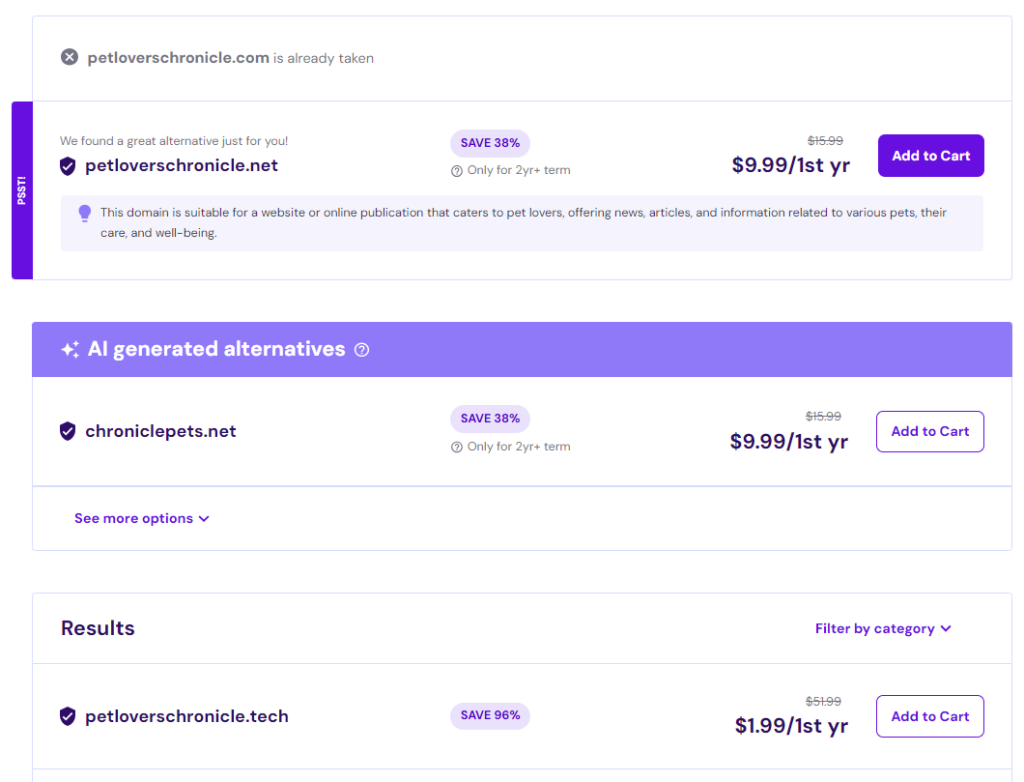 petloverschronicle.com is already taken
PSST!
We found a great alternative just for you!
petloverschronicle.net
SAVE 38%
Only for 2yr+ term
$15.99
$9.99/1st yr
Add to Cart
This domain is suitable for a website or online publication that caters to pet lovers, offering news, articles, and information related to various pets, their
care, and well-being.
AI generated alternatives
chroniclepets.net
SAVE 38%
Only for 2yr+ term
$15.99
$9.99/1st yr
Add to Cart
See more options
Results
Filter by category
petloverschronicle.tech
SAVE 96%
$51.99
$1.99/1st yr
Add to Cart